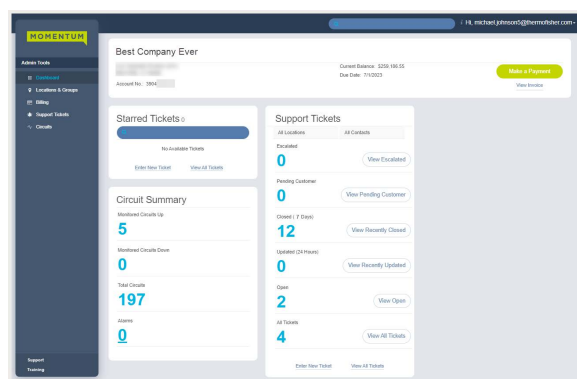 Hi, michael.johnson5@thermofisher.com
MOMENTUM
Admin Tools
Dashboard
Locations & Groups
Billing
Support Tickets
Circuits
Support
Training
Best Company Ever
Account No.: 3904
Current Balance: $259,166.55
Due Date: 7/1/2023
Make a Payment
View Invoice
Starred Tickets 0
No Available Tickets
Enter New Ticket View All Tickets
Circuit Summary
Monitored Circuits Up
5
Monitored Circuits Down
0
Total Circuits
197
Alarms
0
Support Tickets
All Locations All Contacts
Escalated
0 View Escalated
Pending Customer
0 View Pending Customer
Closed ( 7 Days)
12 View Recently Closed
Updated (24 Hours)
0 View Recently Updated
Open
2 View Open
All Tickets
4 View All Tickets
Enter New Ticket View All Tickets